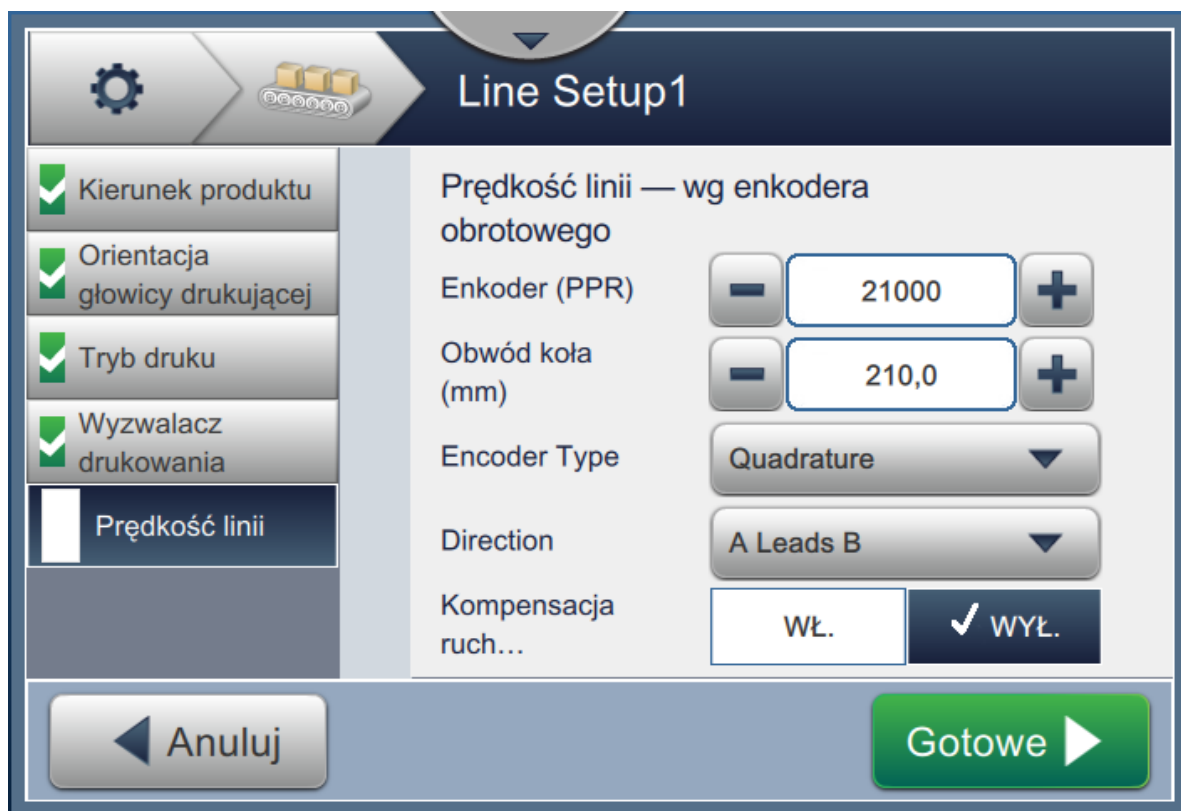 Line Setup1
Kierunek produktu
Orientacja
głowicy drukującej
Tryb druku
Wyzwalacz
drukowania
Prędkość linii
Prędkość linii — wg enkodera
obrotowego
Enkoder (PPR)
21000
Obwód koła
(mm)
210,0
Encoder Type
Quadrature
Direction
A Leads B
Kompensacja
ruch…
WŁ.
WYŁ.
Anuluj
Gotowe